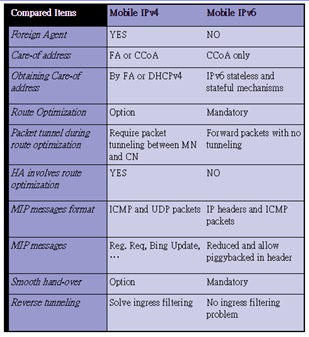 Compared Items Mobile IPv4 Mobile IPv6
Foreign Agent YES NO
Care-of address FA or CCoA CCoA only
Obtaining Care-of address By FA or DHCPv4 IPv6 stateless and stateful mechanisms
Route Optimization Option Mandatory
Packet tunnel during route optimization Require packet tunneling between MN and CN Forward packets with no tunneling
HA involves route optimization YES NO
MIP messages format ICMP and UDP packets IP headers and ICMP packets
MIP messages Reg. Req, Bing Update, … Reduced and allow piggybacked in header
Smooth hand-over Option Mandatory
Reverse tunneling Solve ingress filtering No ingress filtering problem